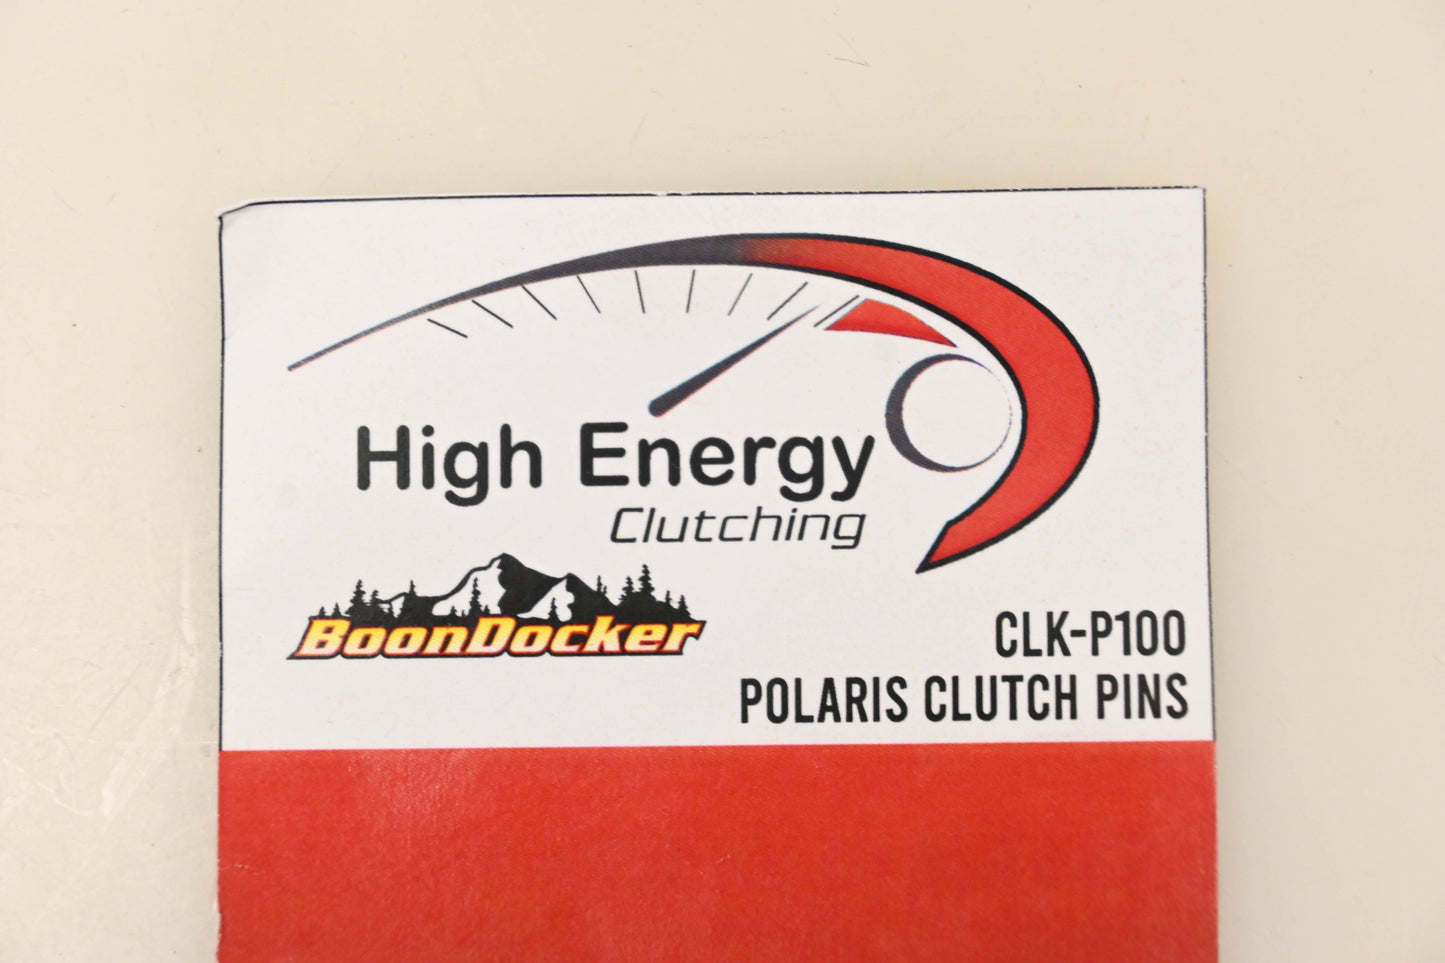 High Energy
Clutching
BoonDocker
CLK-P100
POLARIS CLUTCH PINS